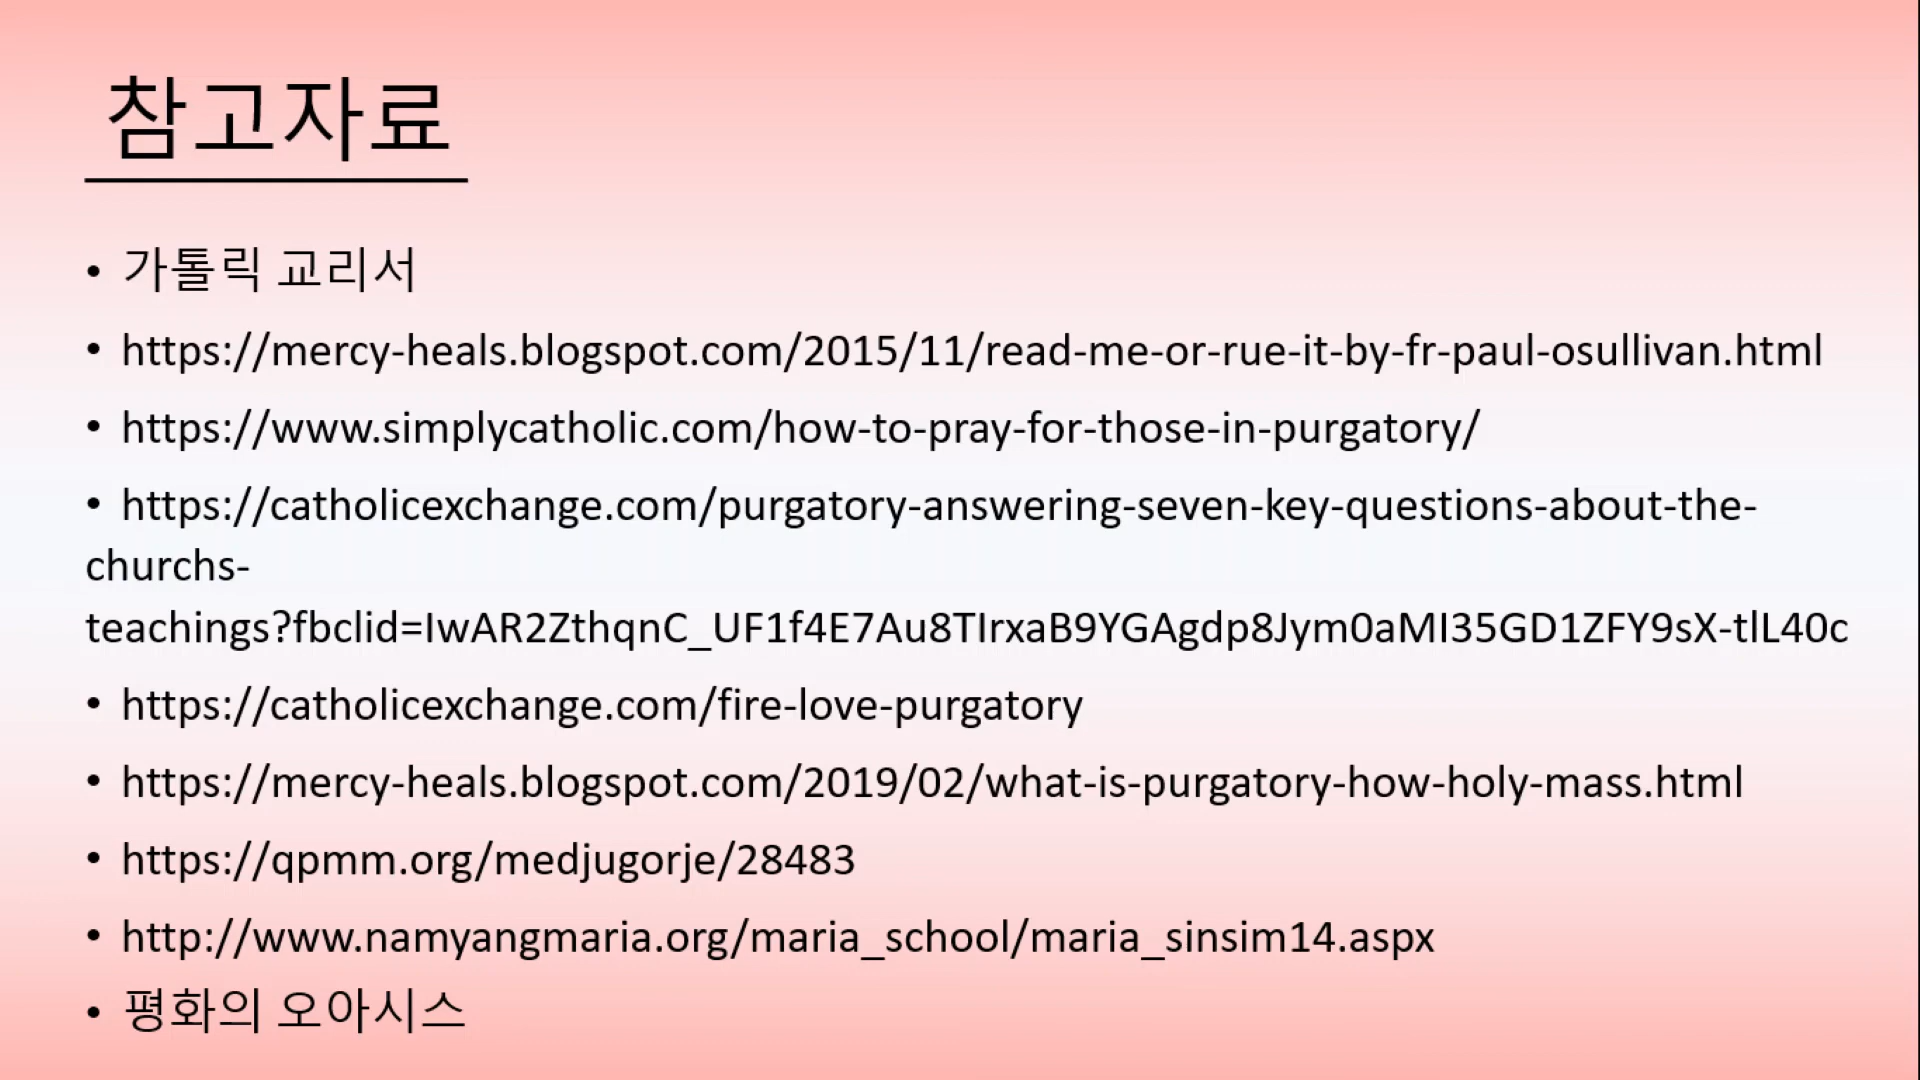 참고자료
• 가톨릭 교리서
• https://mercy-heals.blogspot.com/2015/11/read-me-or-rue-it-by-fr-paul-osullivan.html
• https://www.simplycatholic.com/how-to-pray-for-those-in-purgatory/
• https://catholicexchange.com/purgatory-answering-seven-key-questions-about-the-
churchs-
teachings?fbclid=IwAR2ZthqnC_UF1f4E7Au8TIrxaB9YGAgdp8Jym0aMI35GD1ZFY9sX-tlL40c
• https://catholicexchange.com/fire-love-purgatory
• https://mercy-heals.blogspot.com/2019/02/what-is-purgatory-how-holy-mass.html
• https://qpmm.org/medjugorje/28483
• http://www.namyangmaria.org/maria_school/maria_sinsim14.aspx
• 평화의 오아시스